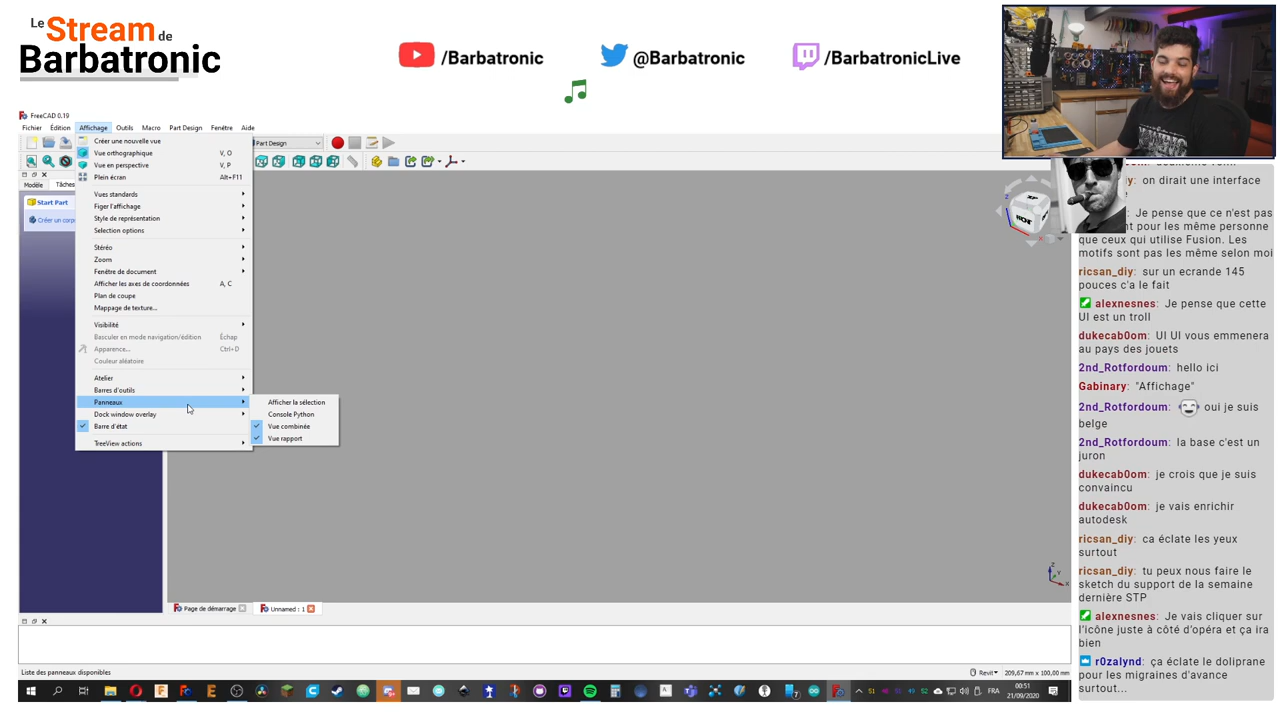 Le Stream de
Barbatronic
/Barbatronic
@Barbatronic
/BarbatronicLive
FreeCAD 0.19
Fichier Édition Affichage Outils Macro Part Design Fenêtre Aide
Part Design
Créer une nouvelle vue
Vue orthographique V, O
Vue en perspective V, P
Plein écran Alt+F11
Vues standards
Figer l'affichage
Style de représentation
Sélection options
Stéréo
Zoom
Fenêtre de document
Afficher les axes de coordonnées A, C
Plan de coupe
Mappage de texture...
Visibilité
Basculer en mode navigation/édition Échap
Apparence... Ctrl+D
Couleur aléatoire
Atelier
Barres d'outils
Panneaux
Dock window overlay
Barre d'état
TreeView actions
Afficher la sélection
Console Python
Vue combinée
Vue rapport
Modèle Tâches
Start Part
Créer un corp
FRONT
Z
Page de démarrage
Unnamed : 1
Liste des panneaux disponibles
Revit
209,67 mm x 100,00 mm
FRA
00:51
21/09/2020
y: on dirait une interface
Je pense que ce n'est pas
nt pour les même personne
que ceux qui utilise Fusion. Les
motifs sont pas les même selon moi
ricsan_diy: sur un ecrande 145
pouces c'a le fait
alexnesnes: Je pense que cette
UI est un troll
dukecab0om: UI UI vous emmenera
au pays des jouets
2nd_Rotfordoum: hello ici
Gabinary: "Affichage"
2nd_Rotfordoum: oui je suis
belge
2nd_Rotfordoum: la base c'est un
juron
dukecab0om: je crois que je suis
convaincu
dukecab0om: je vais enrichir
autodesk
ricsan_diy: ca éclate les yeux
surtout
ricsan_diy: tu peux nous faire le
sketch du support de la semaine
dernière STP
alexnesnes: Je vais cliquer sur
l'icône juste à côté d'opéra et ça ira
bien
r0zalynd: ça éclate le doliprane
pour les migraines d'avance
surtout...